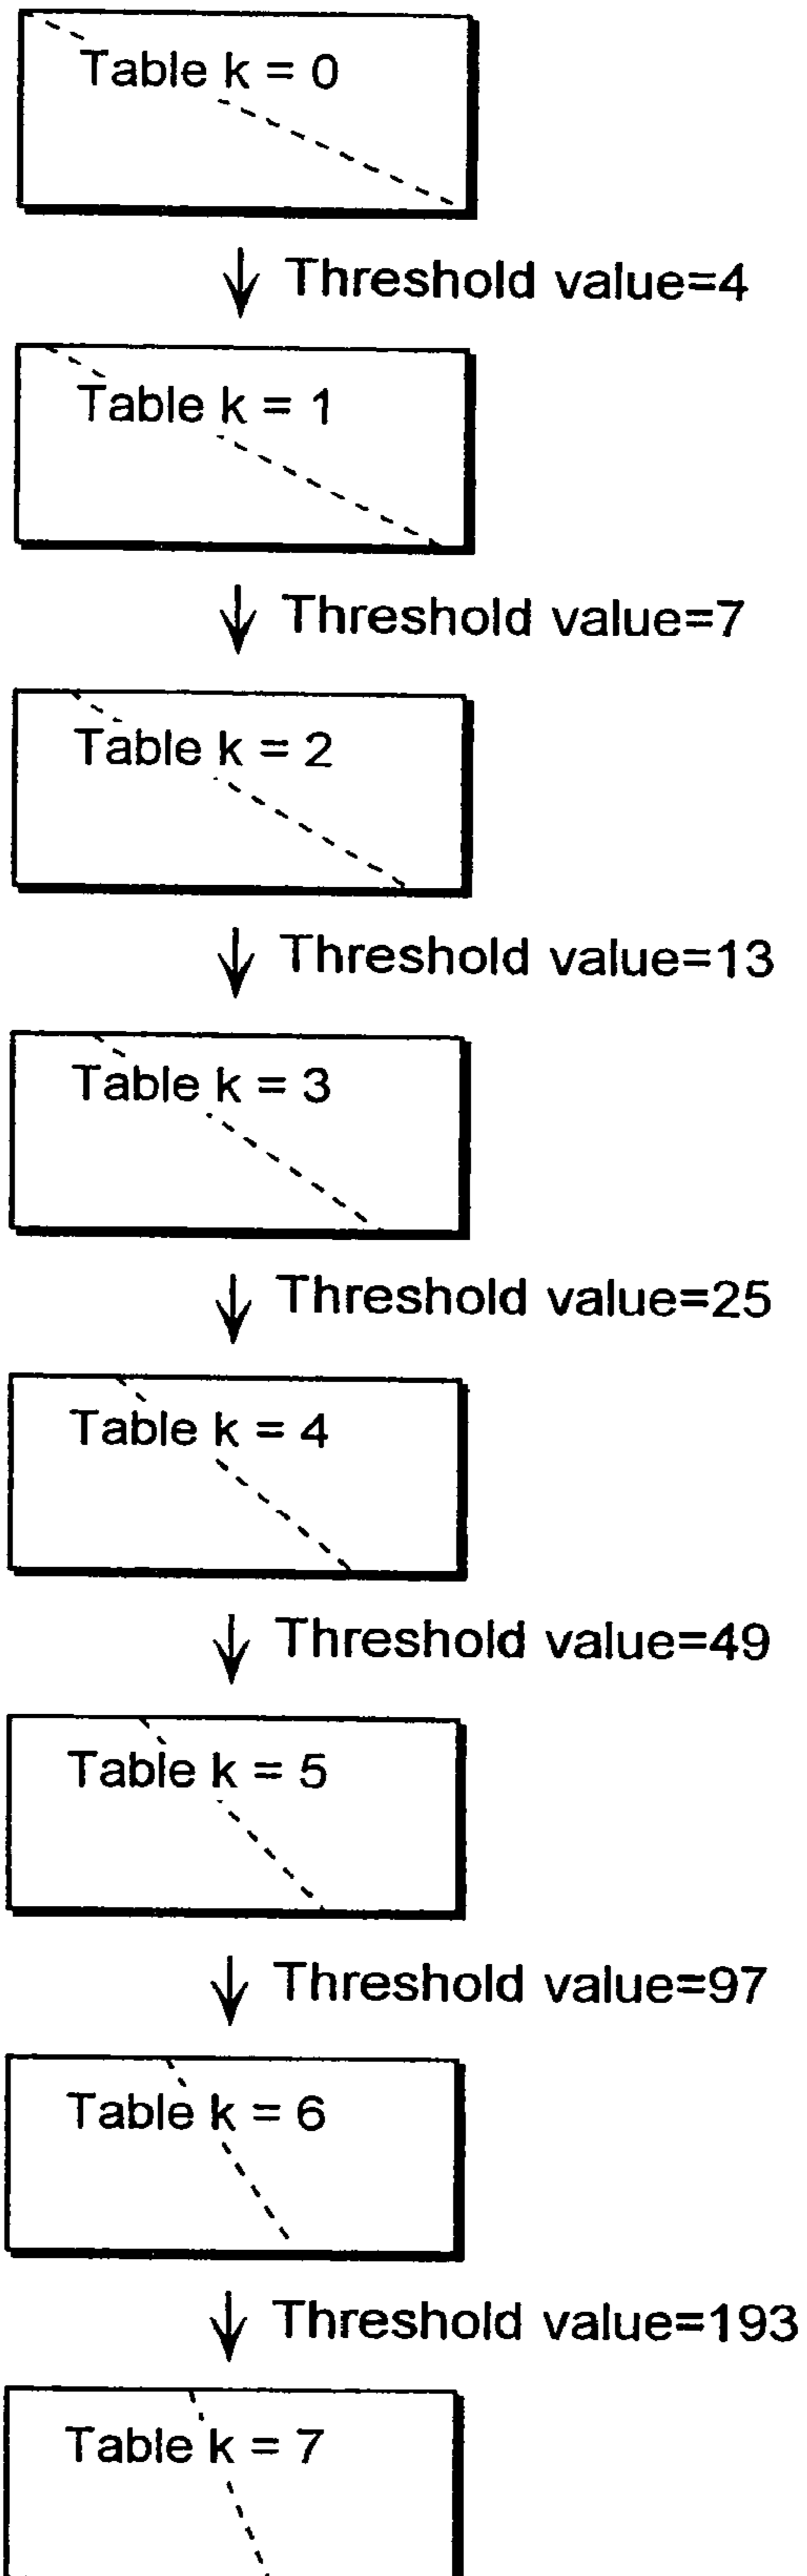 Table k = 0
Threshold value=4
Table k = 1
Threshold value=7
Table k = 2
Threshold value=13
Table k = 3
Threshold value=25
Table k = 4
Threshold value=49
Table k = 5
Threshold value=97
Table k = 6
Threshold value=193
Table k = 7